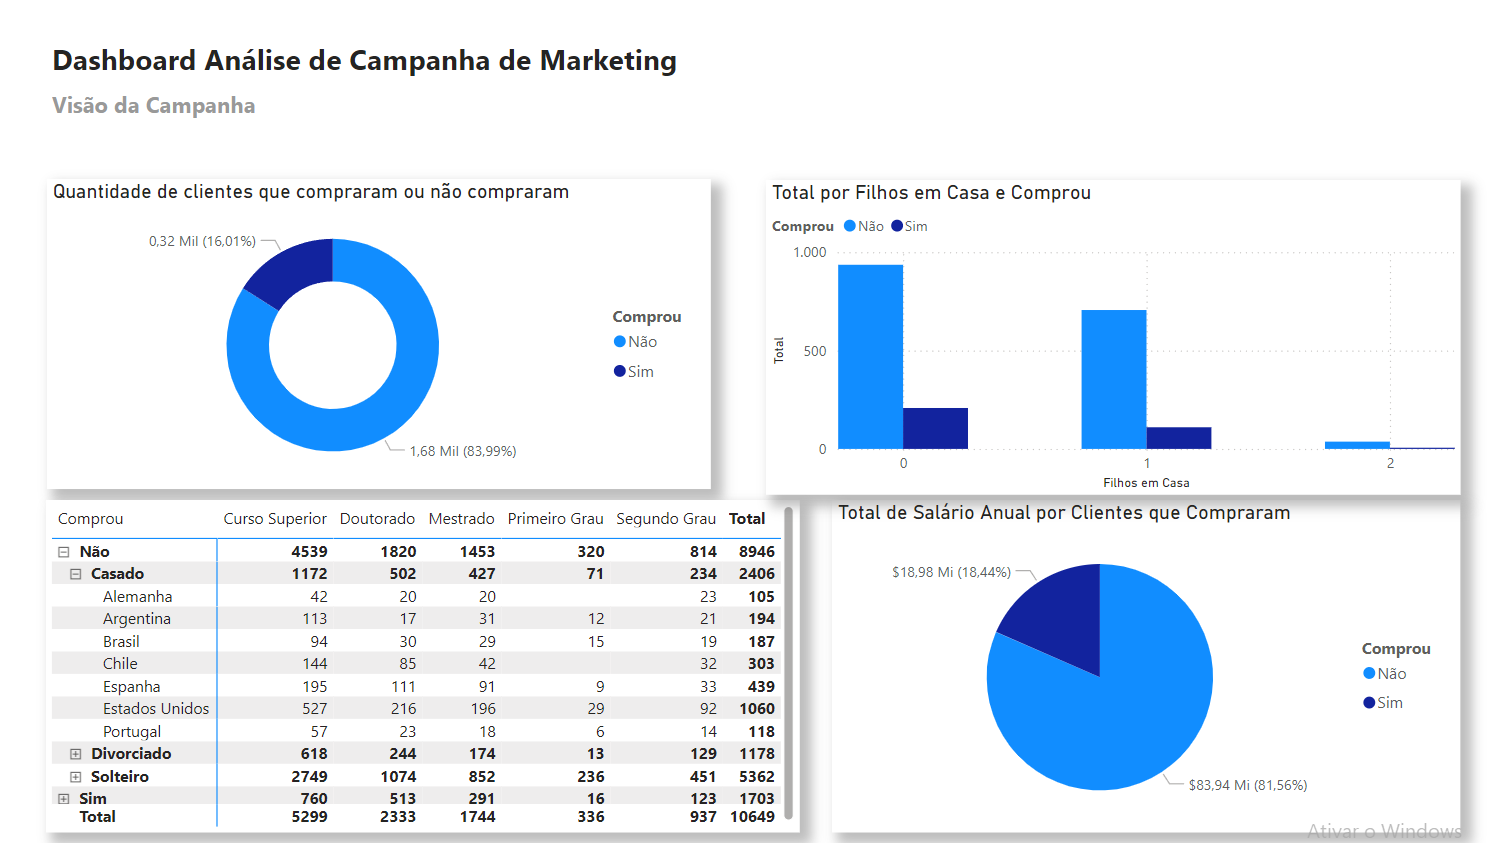 Dashboard Análise de Campanha de Marketing
Visão da Campanha
Quantidade de clientes que compraram ou não compraram
0,32 Mil (16,01%)
1,68 Mil (83,99%)
Comprou
Não
Sim
Total por Filhos em Casa e Comprou
Comprou Não Sim
1.000
500
0
Total
0 1 2
Filhos em Casa
Comprou Curso Superior Doutorado Mestrado Primeiro Grau Segundo Grau Total
Não 4539 1820 1453 320 814 8946
Casado 1172 502 427 71 234 2406
Alemanha 42 20 20 23 105
Argentina 113 17 31 12 21 194
Brasil 94 30 29 15 19 187
Chile 144 85 42 32 303
Espanha 195 111 91 9 33 439
Estados Unidos 527 216 196 29 92 1060
Portugal 57 23 18 6 14 118
Divorciado 618 244 174 13 129 1178
Solteiro 2749 1074 852 236 451 5362
Sim 760 513 291 16 123 1703
Total 5299 2333 1744 336 937 10649
Total de Salário Anual por Clientes que Compraram
$18,98 Mi (18,44%)
$83,94 Mi (81,56%)
Comprou
Não
Sim
Ativar o Windows